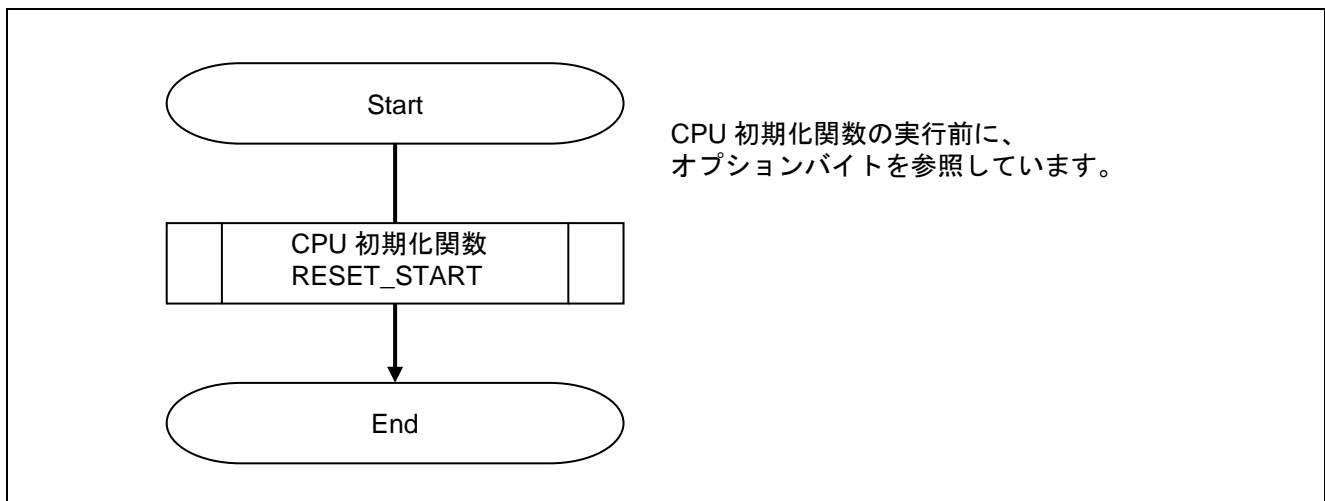 Start
CPU 初期化関数の実行前に、
オプションバイトを参照しています。
CPU 初期化関数
RESET_START
End